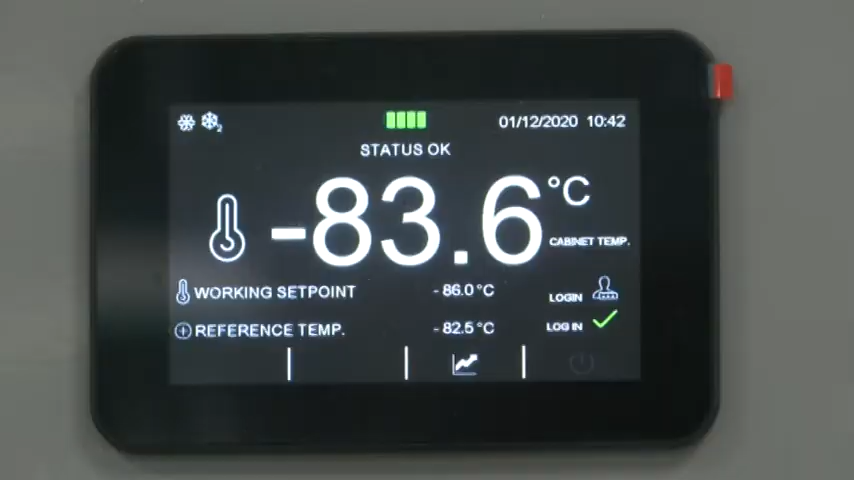 2 01/12/2020 10:42
STATUS OK
-83.6 °C
CABINET TEMP.
WORKING SETPOINT -86.0°C LOGIN
REFERENCE TEMP. -82.5°C LOG IN